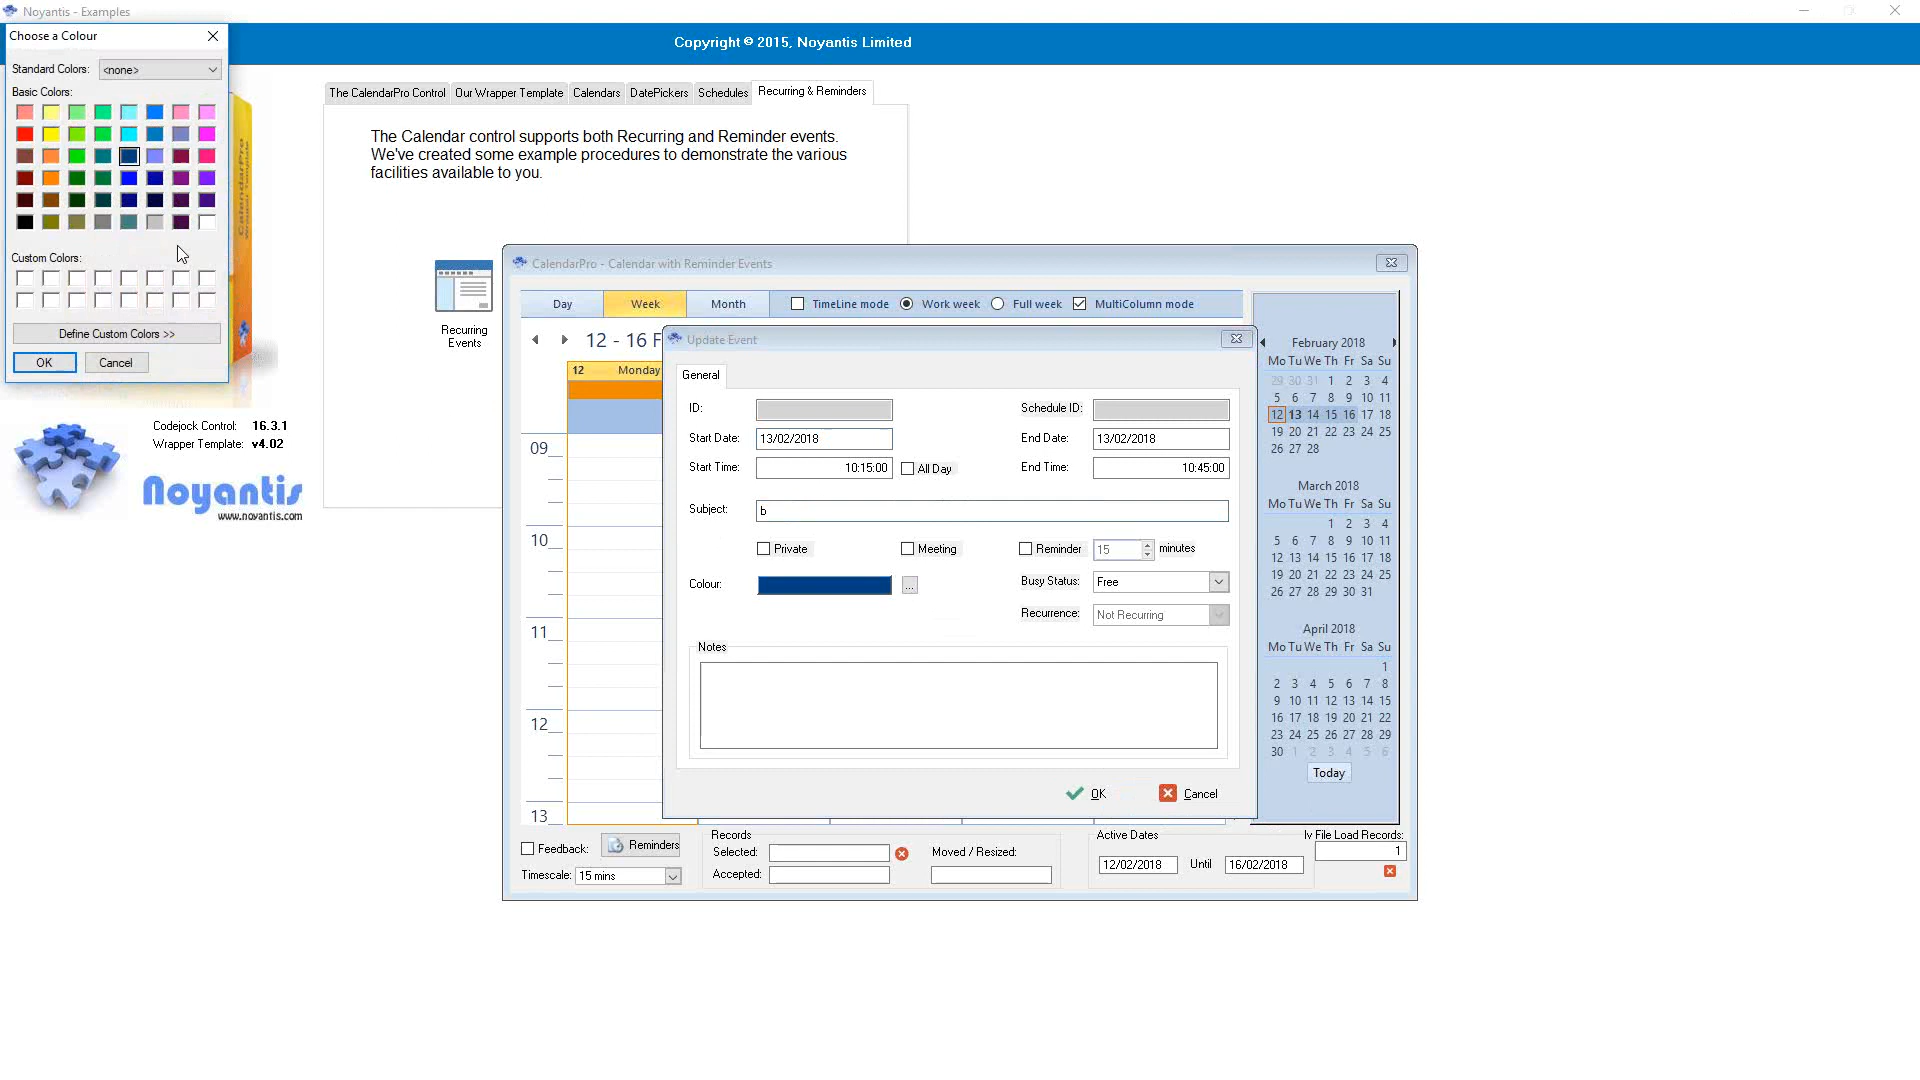 Noyantis - Examples
Choose a Colour
Copyright © 2015, Noyantis Limited
Standard Colors: <none>
Basic Colors:
Custom Colors:
Define Custom Colors >>
OK Cancel
The CalendarPro Control Our Wrapper Template Calendars DatePickers Schedules Recurring & Reminders
The Calendar control supports both Recurring and Reminder events.
We've created some example procedures to demonstrate the various
facilities available to you.
Recurring
Events
Codejock Control: 16.3.1
Wrapper Template: v4.02
Noyantis
www.noyantis.com
CalendarPro - Calendar with Reminder Events
Day Week Month TimeLine mode Work week Full week MultiColumn mode
12 - 16 F
12 Monday
09
10
11
12
13
Update Event
General
ID: Schedule ID:
Start Date: 13/02/2018 End Date: 13/02/2018
Start Time: 10:15:00 All Day End Time: 10:45:00
Subject: b
Private Meeting Reminder 15 minutes
Colour: ... Busy Status: Free
Recurrence: Not Recurring
Notes
OK Cancel
February 2018
Mo Tu We Th Fr Sa Su
29 30 31 1 2 3 4
5 6 7 8 9 10 11
12 13 14 15 16 17 18
19 20 21 22 23 24 25
26 27 28
March 2018
Mo Tu We Th Fr Sa Su
1 2 3 4
5 6 7 8 9 10 11
12 13 14 15 16 17 18
19 20 21 22 23 24 25
26 27 28 29 30 31
April 2018
Mo Tu We Th Fr Sa Su
1
2 3 4 5 6 7 8
9 10 11 12 13 14 15
16 17 18 19 20 21 22
23 24 25 26 27 28 29
30 1 2 3 4 5 6
Today
Feedback: Reminders
Timescale: 15 mins
Records
Selected: Moved / Resized:
Accepted:
Active Dates
12/02/2018 Until 16/02/2018
File Load Records:
1